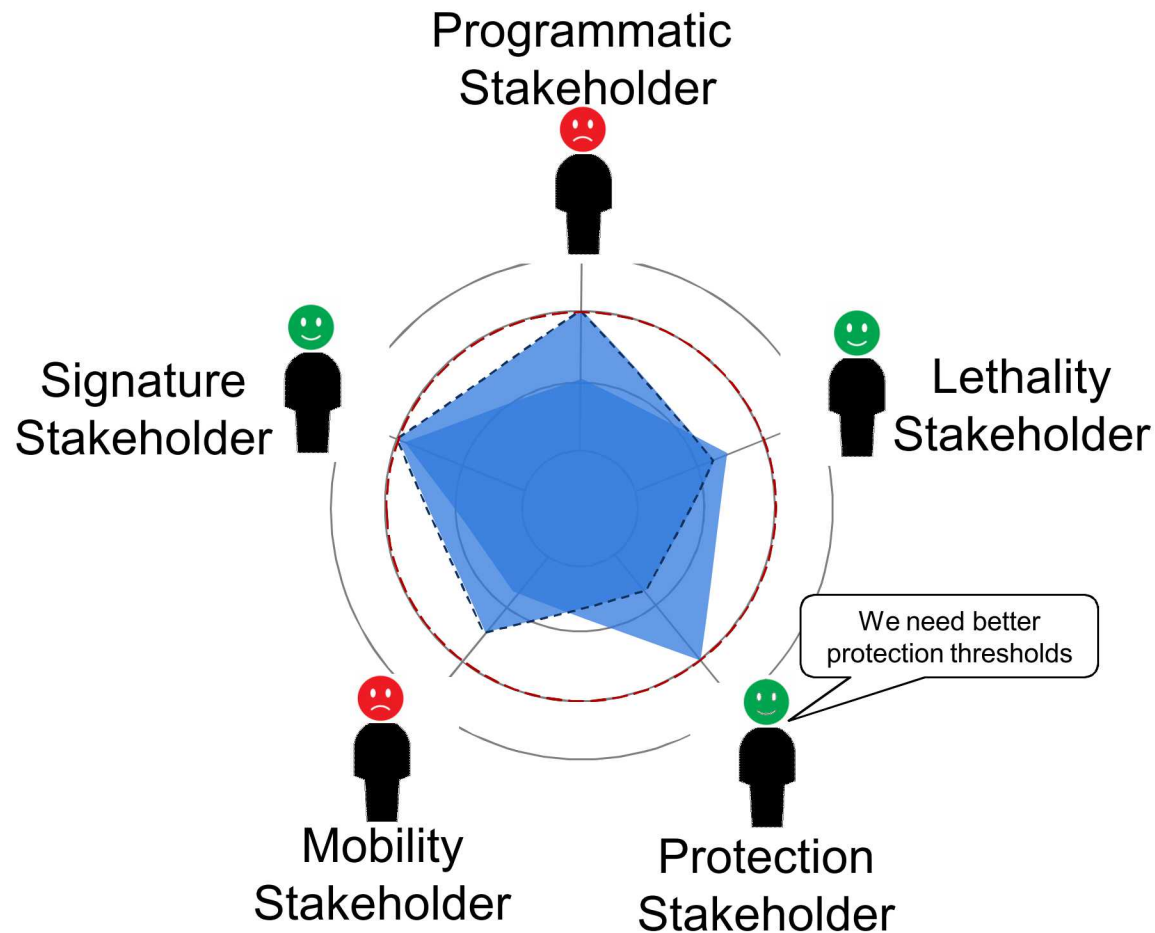 Programmatic
Stakeholder
Signature
Stakeholder
Lethality
Stakeholder
We need better
protection thresholds
Mobility
Stakeholder
Protection
Stakeholder